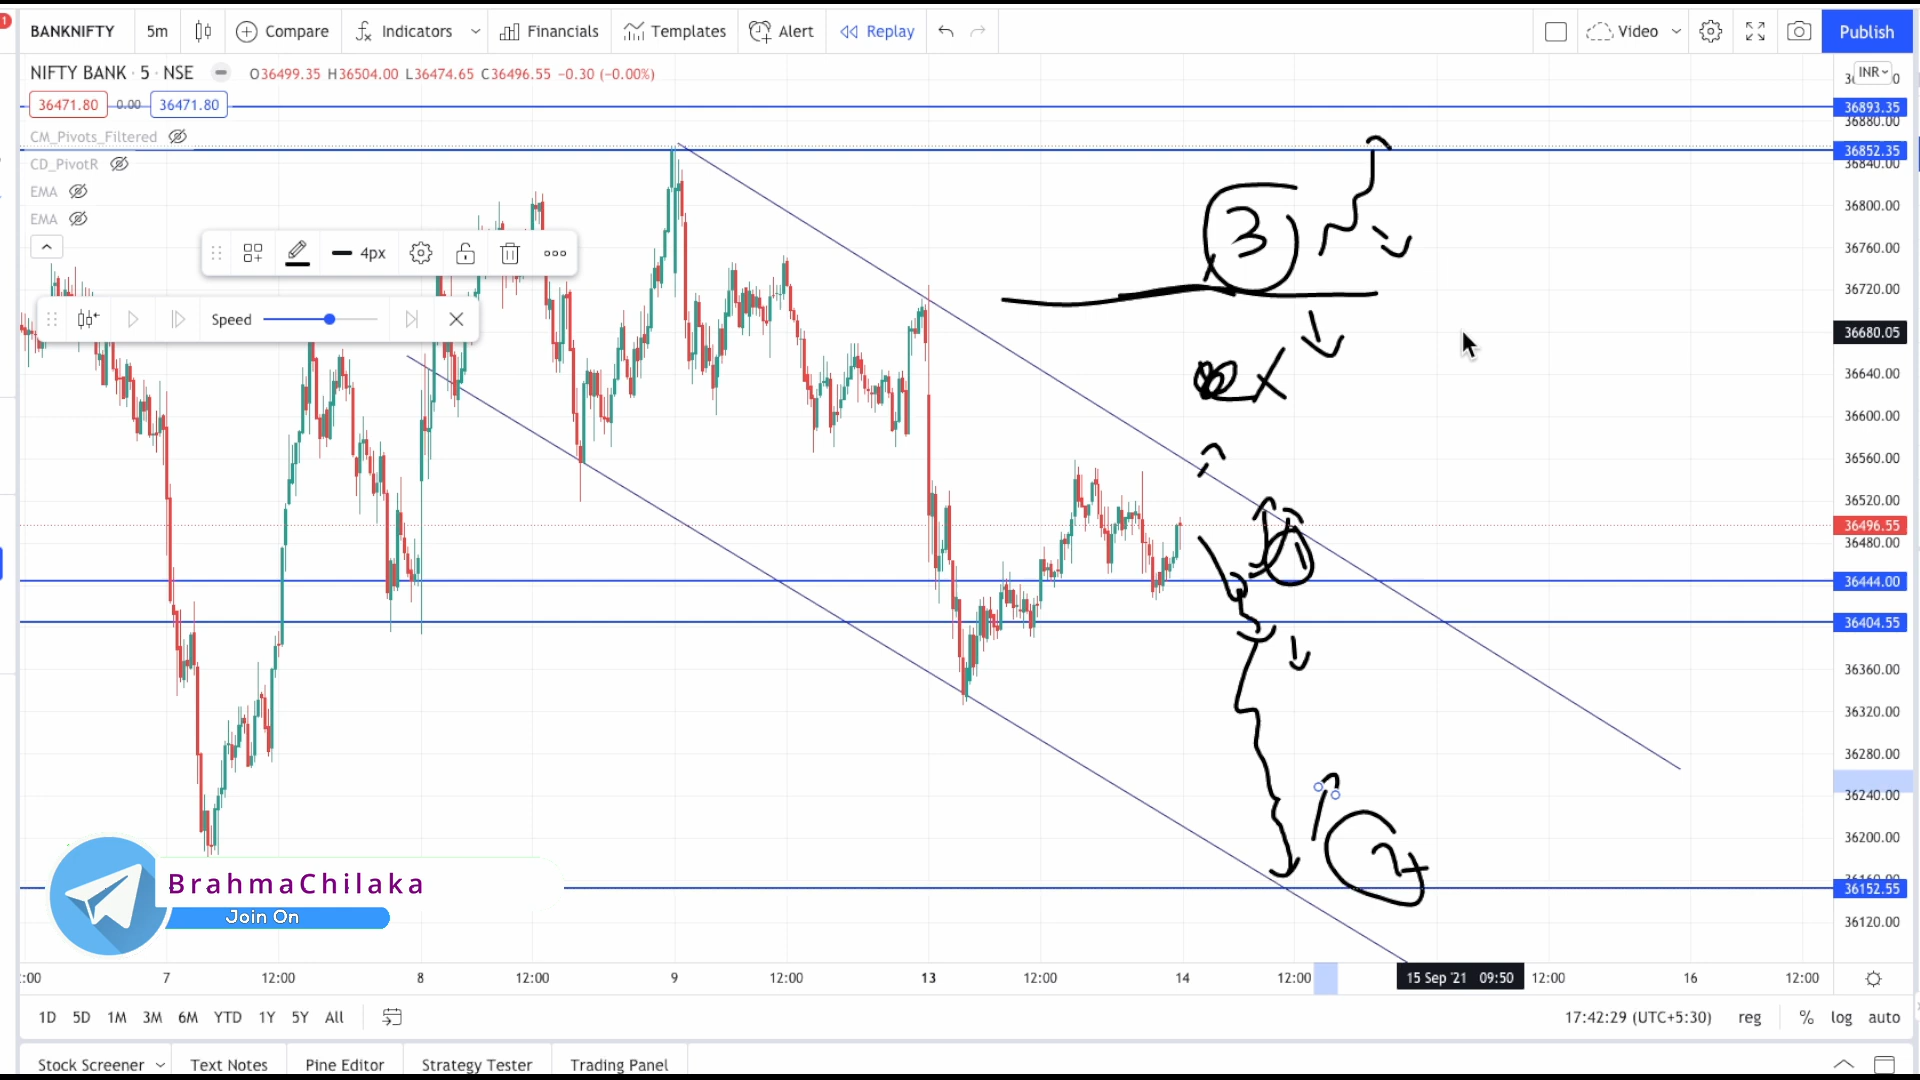 1
BANKNIFTY 5m Compare Indicators Financials Templates Alert Replay Video Publish
NIFTY BANK · 5 · NSE O36499.35 H36504.00 L36474.65 C36496.55 −0.30 (−0.00%)
INR
36471.80 0.00 36471.80
36893.35
36880.00
CM_Pivots_Filtered
36852.35
CD_PivotR
36840.00
EMA
36800.00
EMA
3
4px
36760.00
36720.00
Speed
36680.05
36640.00
36600.00
36560.00
36520.00
36496.55
36480.00
1
36444.00
36404.55
36360.00
36320.00
36280.00
36240.00
36200.00
BrahmaChilaka
36152.55
Join On
36120.00
:00 7 12:00 8 12:00 9 12:00 13 12:00 14 12:00 15 Sep '21 09:50 12:00 16 12:00
1D 5D 1M 3M 6M YTD 1Y 5Y All 17:42:29 (UTC+5:30) reg % log auto
Stock Screener Text Notes Pine Editor Strategy Tester Trading Panel